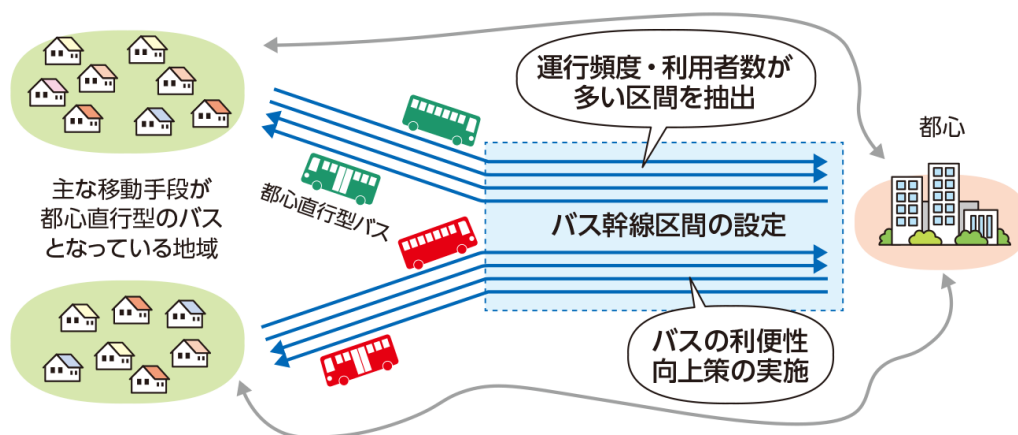 運行頻度・利用者数が
多い区間を抽出
都心
主な移動手段が
都心直行型のバス
となっている地域
都心直行型バス
バス幹線区間の設定
バスの利便性
向上策の実施